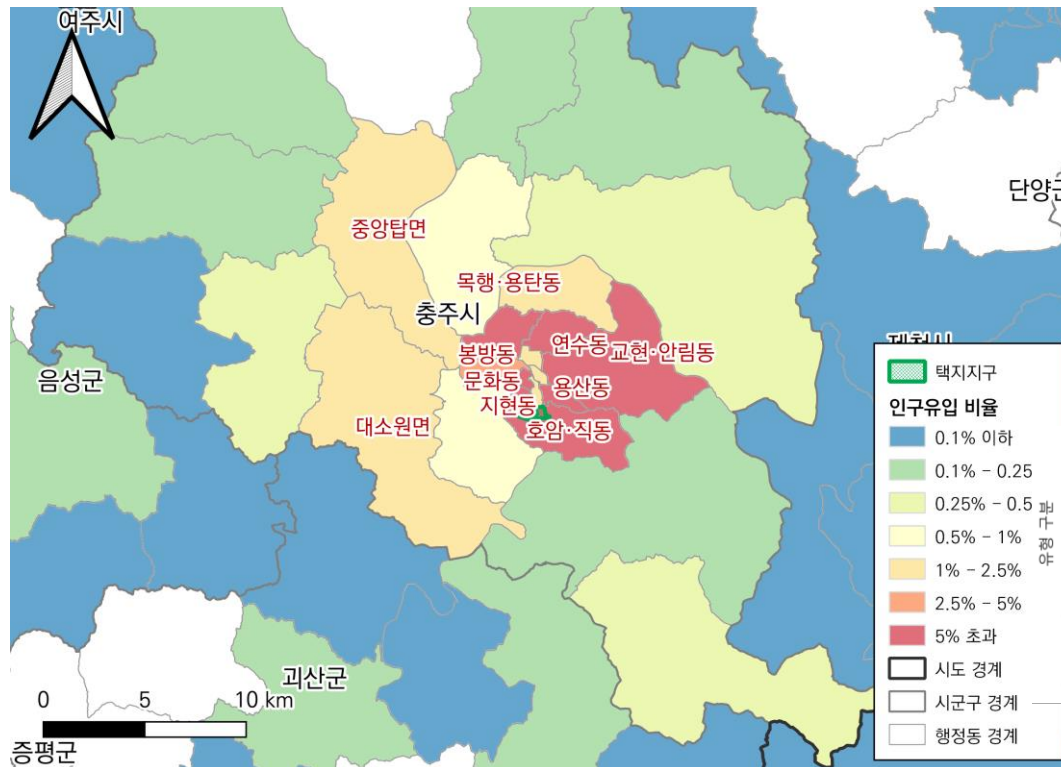 여주시
단양군
중앙탑면
목행·용탄동
충주시
연수동
교현·안림동
봉방동
제천시
음성군
문화동
용산동
지현동
대소원면
호암·직동
괴산군
증평군
0 5 10 km
택지지구
인구유입 비율
0.1% 이하
0.1% - 0.25
0.25% - 0.5
0.5% - 1%
1% - 2.5%
2.5% - 5%
5% 초과
시도 경계
시군구 경계
행정동 경계
유형 구분